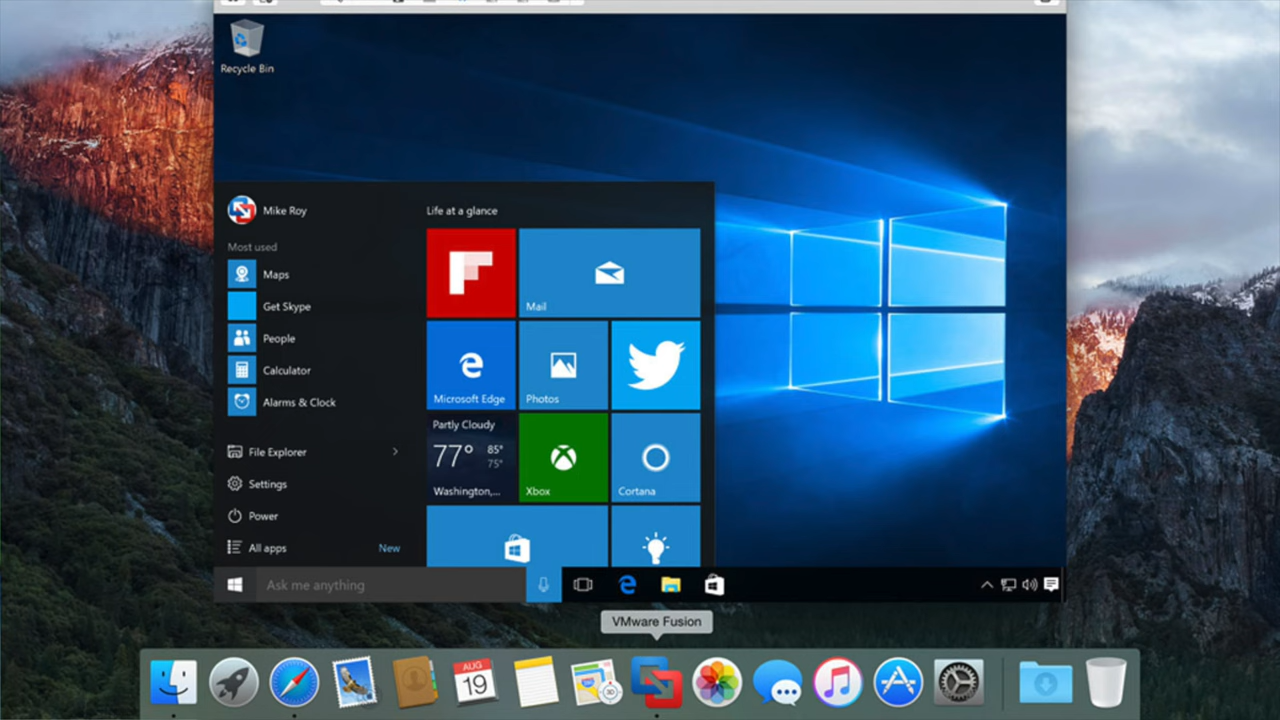 Recycle Bin
Mike Roy
Life at a glance
Most used
Maps
Get Skype
People
Calculator
Alarms & Clock
File Explorer
Settings
Power
All apps
New
Mail
Microsoft Edge
Photos
Partly Cloudy
77°
85°
75°
Washington,...
Xbox
Cortana
Ask me anything
VMware Fusion
AUG
19
3D